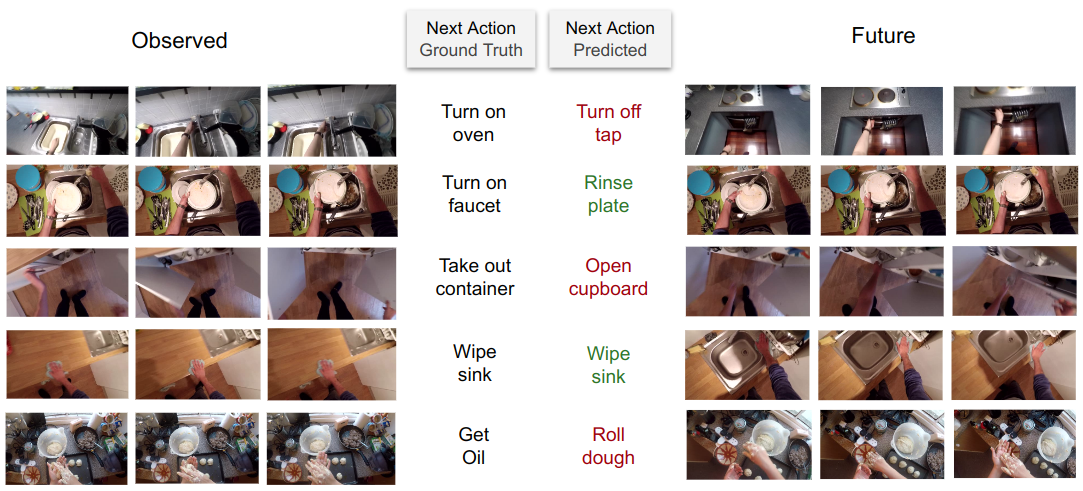 Observed
Next Action
Ground Truth
Next Action
Predicted
Future
Turn on
oven
Turn off
tap
Turn on
faucet
Rinse
plate
Take out
container
Open
cupboard
Wipe
sink
Wipe
sink
Get
Oil
Roll
dough